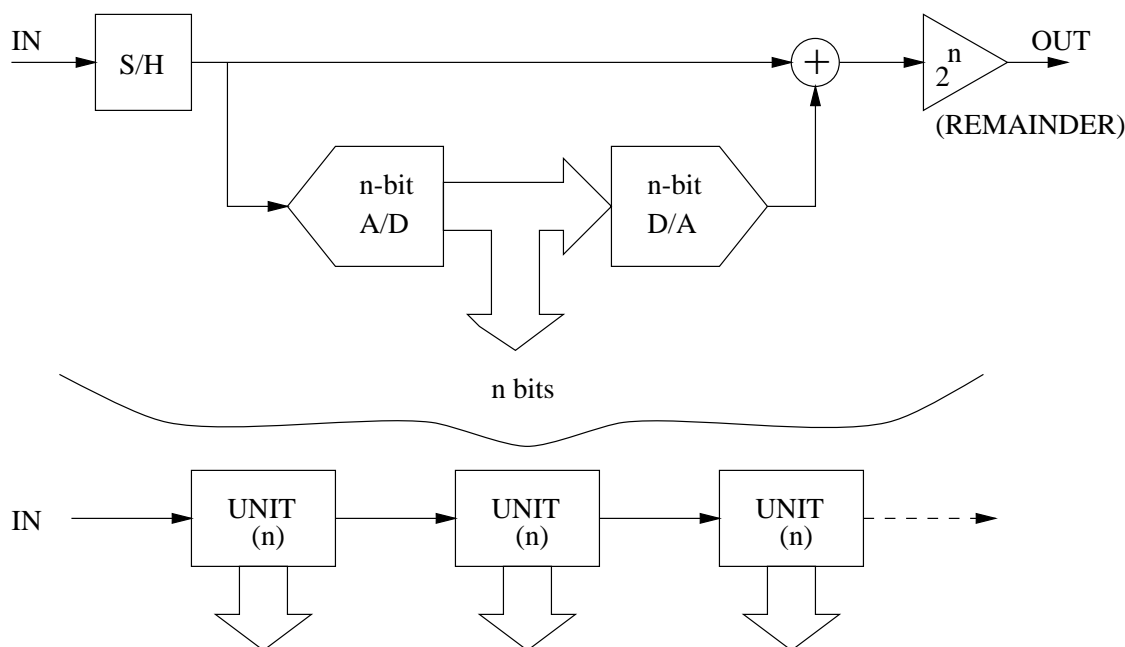 IN
S/H
+
2^n
OUT
(REMAINDER)
n-bit
A/D
n-bit
D/A
n bits
IN
UNIT
(n)
UNIT
(n)
UNIT
(n)